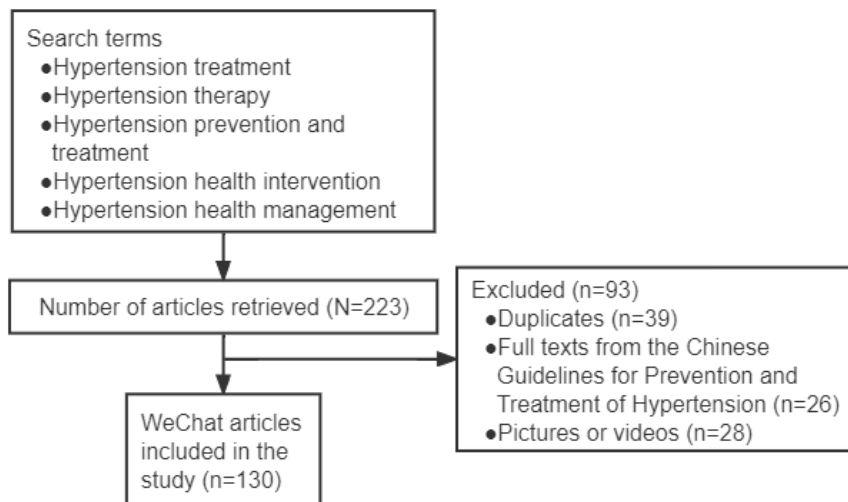 Search terms
●Hypertension treatment
●Hypertension therapy
●Hypertension prevention and
treatment
●Hypertension health intervention
●Hypertension health management
Number of articles retrieved (N=223)
Excluded (n=93)
●Duplicates (n=39)
●Full texts from the Chinese
Guidelines for Prevention and
Treatment of Hypertension (n=26)
●Pictures or videos (n=28)
WeChat articles
included in the
study (n=130)